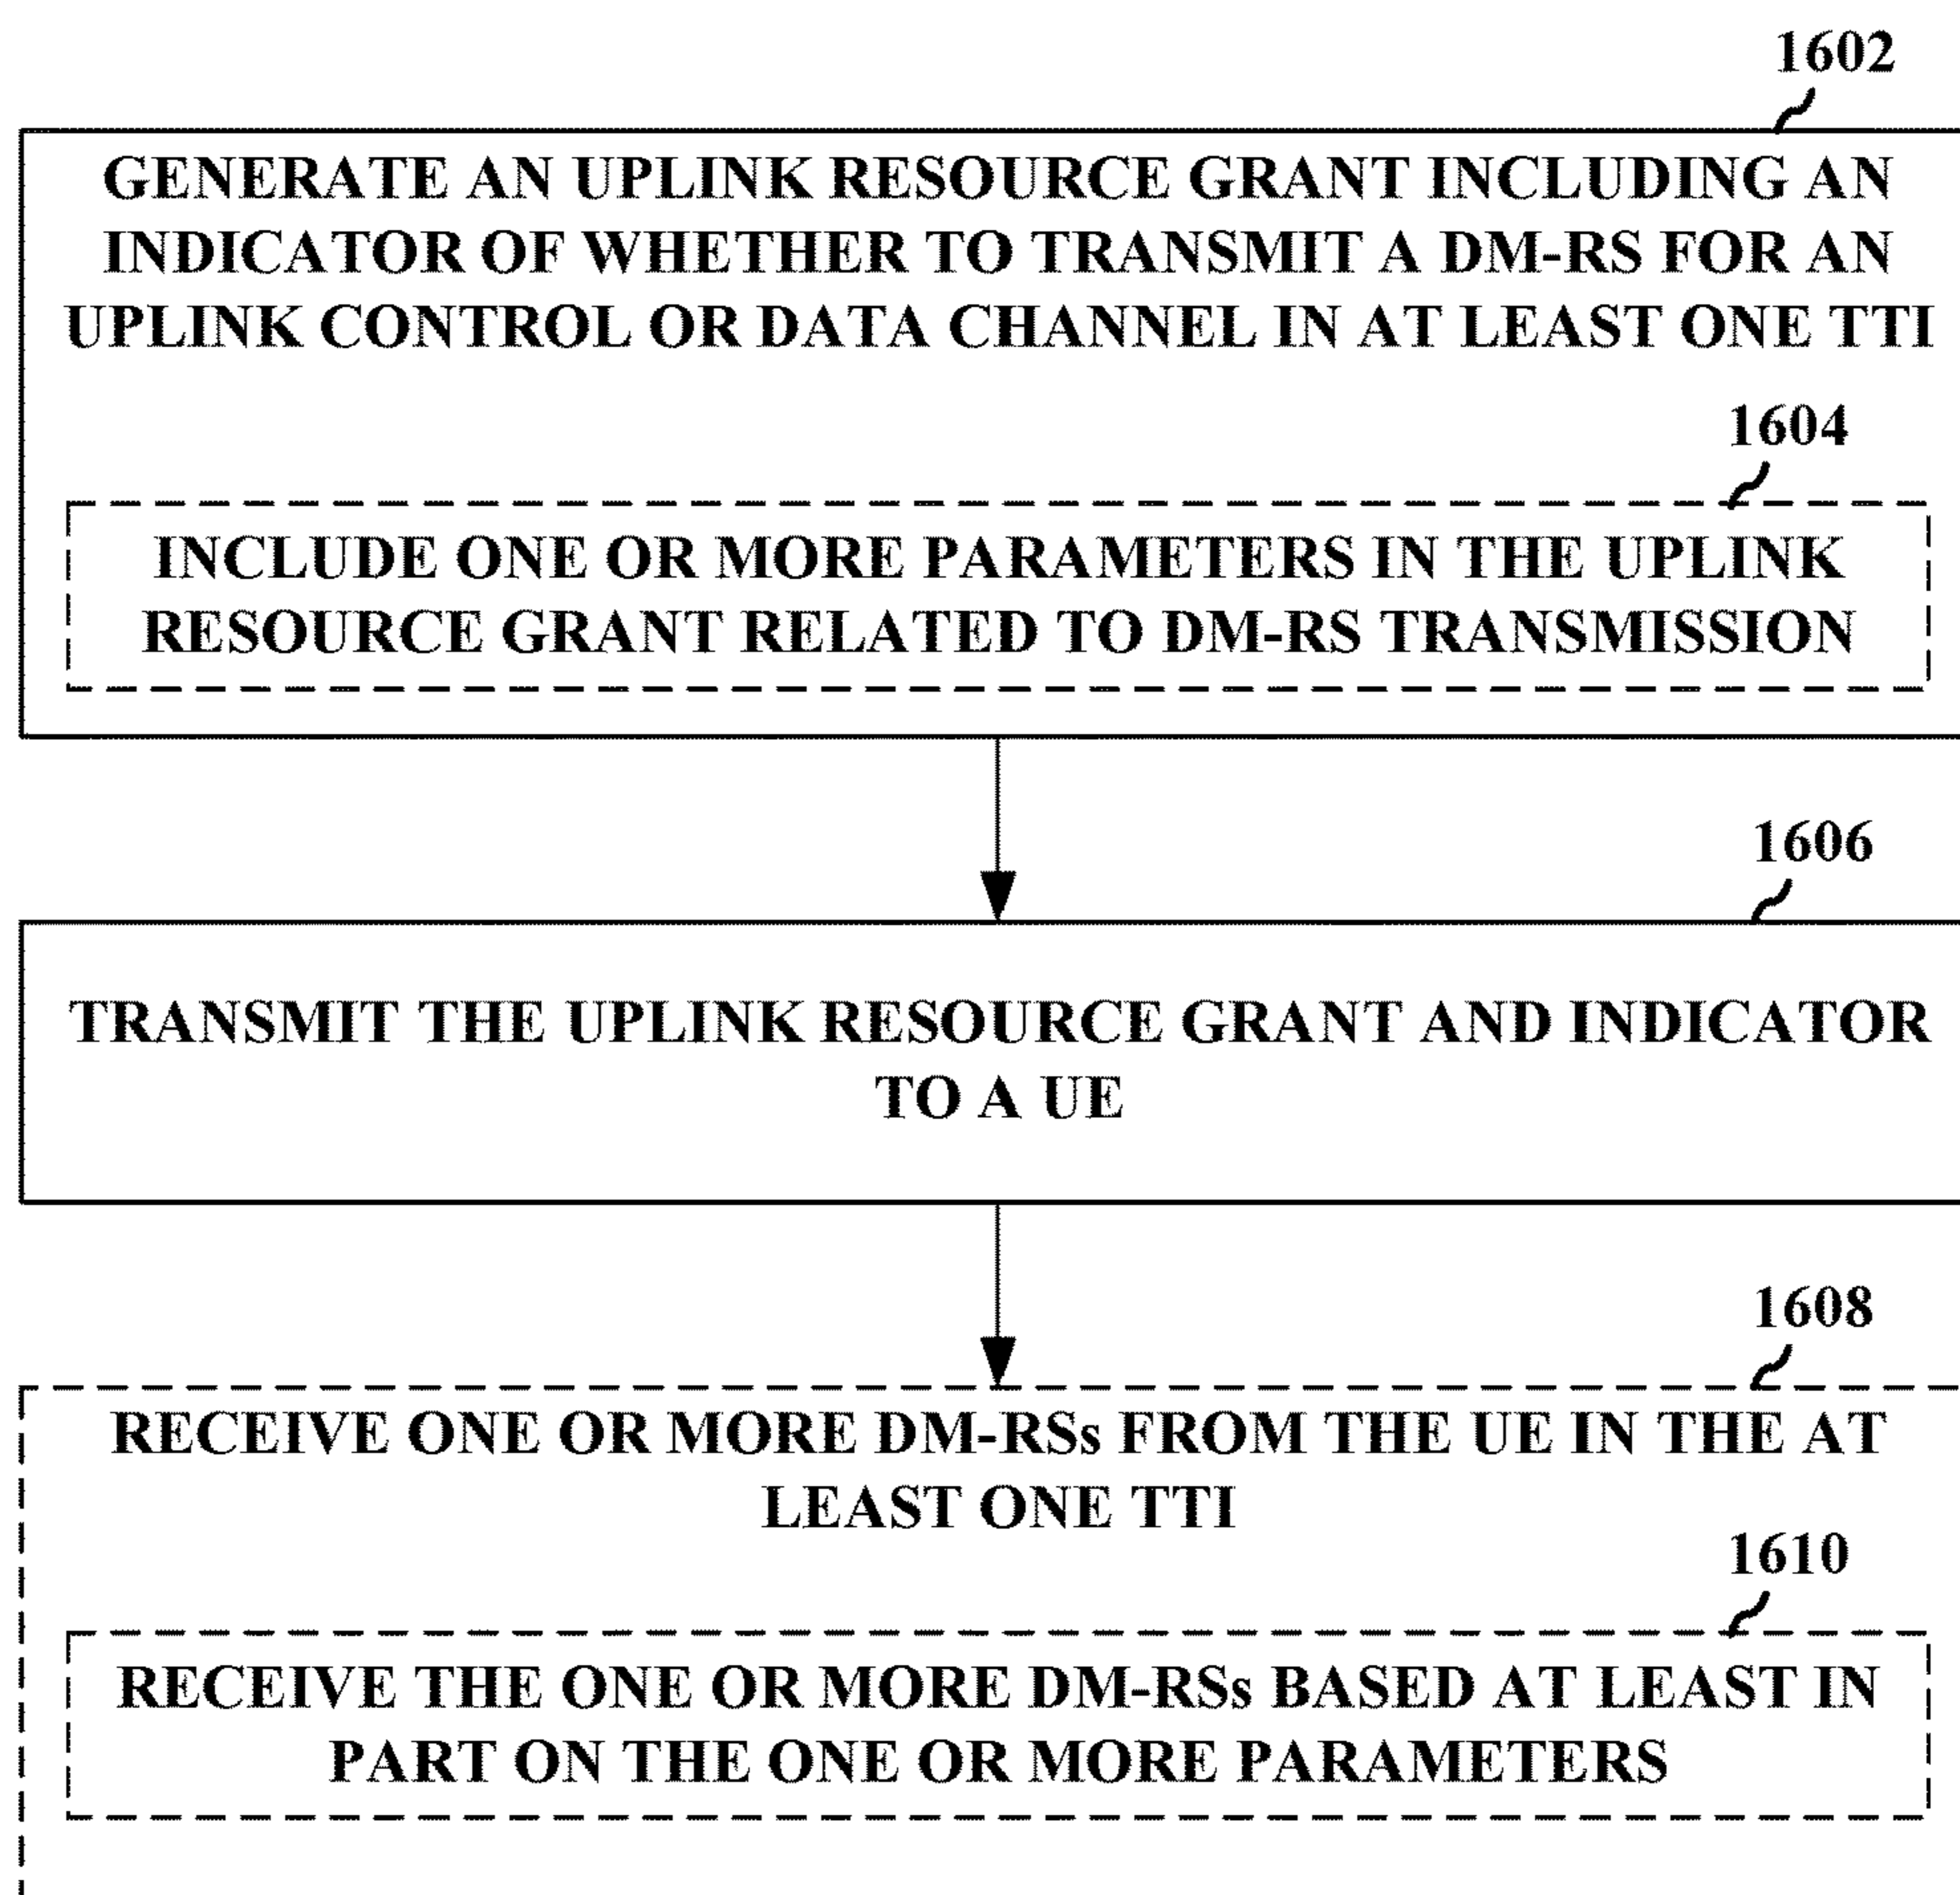 1602
GENERATE AN UPLINK RESOURCE GRANT INCLUDING AN
INDICATOR OF WHETHER TO TRANSMIT A DM-RS FOR AN
UPLINK CONTROL OR DATA CHANNEL IN AT LEAST ONE TTI
1604
INCLUDE ONE OR MORE PARAMETERS IN THE UPLINK
RESOURCE GRANT RELATED TO DM-RS TRANSMISSION
1606
TRANSMIT THE UPLINK RESOURCE GRANT AND INDICATOR
TO A UE
1608
RECEIVE ONE OR MORE DM-RSs FROM THE UE IN THE AT
LEAST ONE TTI
1610
RECEIVE THE ONE OR MORE DM-RSs BASED AT LEAST IN
PART ON THE ONE OR MORE PARAMETERS